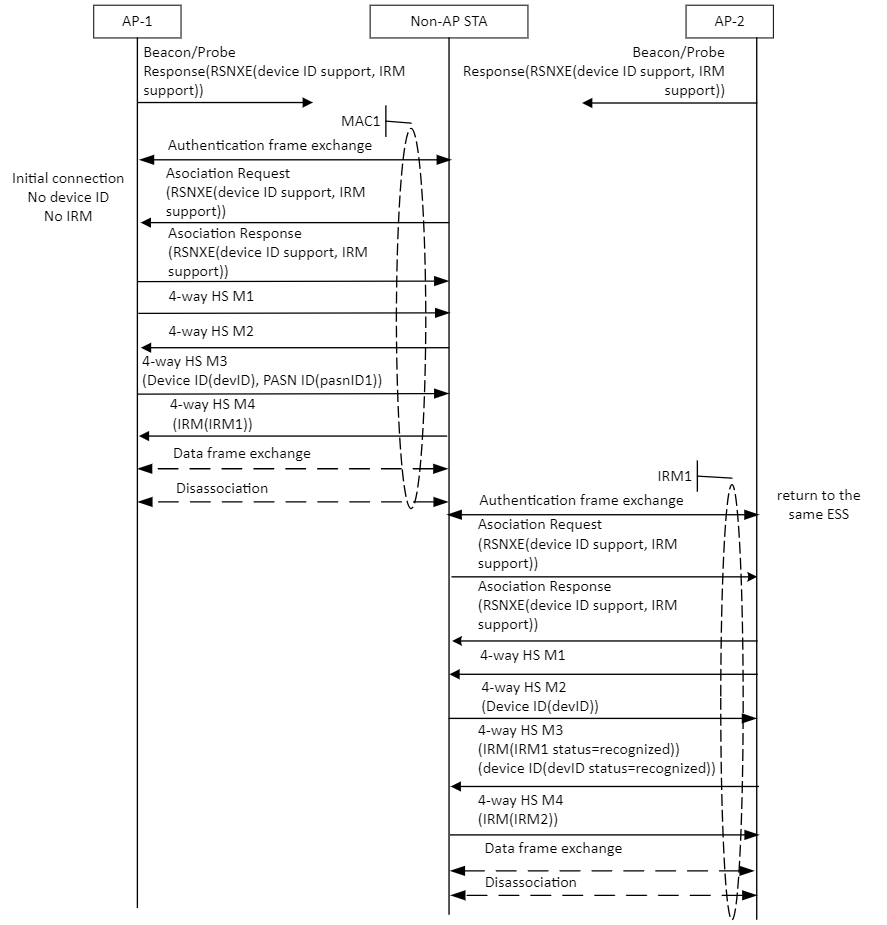 AP-1
Non-AP STA
AP-2
Beacon/Probe
Response(RSNXE(device ID support, IRM
support))
Beacon/Probe
Response(RSNXE(device ID support, IRM
support))
MAC1
Authentication frame exchange
Initial connection
No device ID
No IRM
Asociation Request
(RSNXE(device ID support, IRM
support))
Asociation Response
(RSNXE(device ID support, IRM
support))
4-way HS M1
4-way HS M2
4-way HS M3
(Device ID(devID), PASN ID(pasnID1))
4-way HS M4
(IRM(IRM1))
Data frame exchange
Disassociation
IRM1
return to the
same ESS
Authentication frame exchange
Asociation Request
(RSNXE(device ID support, IRM
support))
Asociation Response
(RSNXE(device ID support, IRM
support))
4-way HS M1
4-way HS M2
(Device ID(devID))
4-way HS M3
(IRM(IRM1 status=recognized))
(device ID(devID status=recognized))
4-way HS M4
(IRM(IRM2))
Data frame exchange
Disassociation